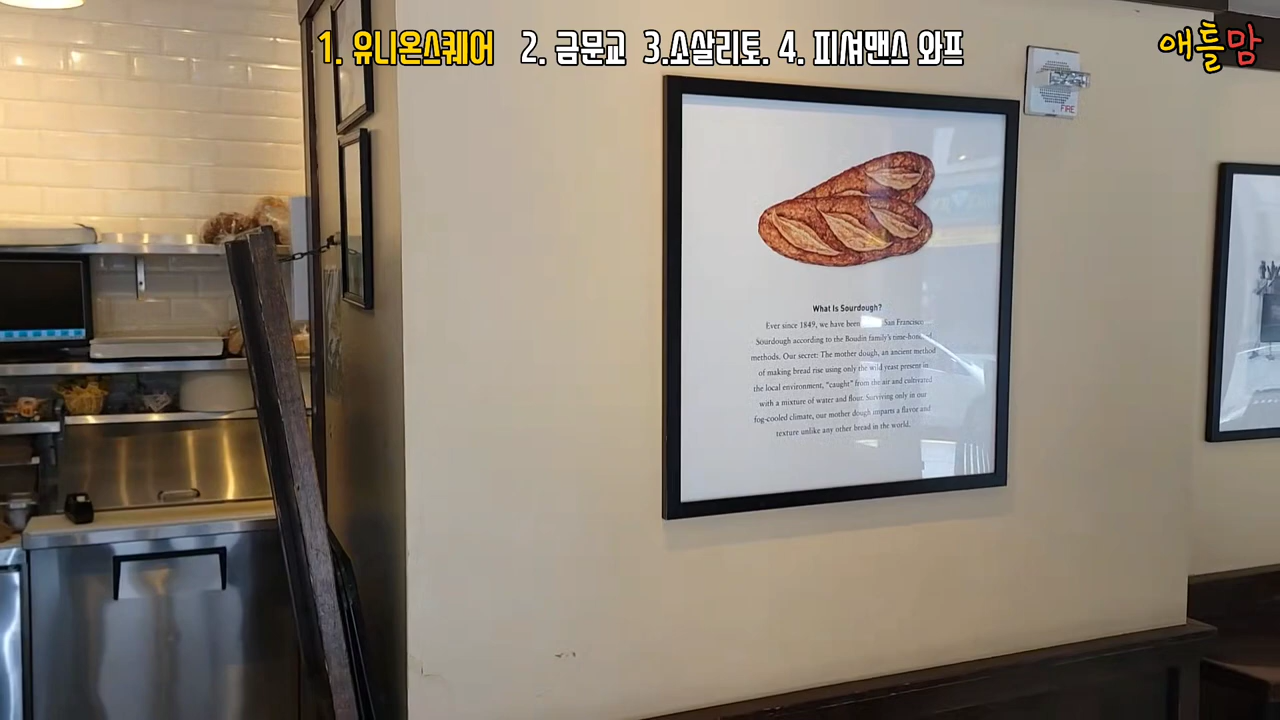 1. 유니온스퀘어 2. 금문교 3.소살리토. 4. 피셔맨스 와프
애틀맘
FIRE
What Is Sourdough?
Ever since 1849, we have been San Francisco
Sourdough according to the Boudin family's time-honored
methods. Our secret: The mother dough, an ancient method
of making bread rise using only the wild yeast present in
the local environment, "caught" from the air and cultivated
with a mixture of water and flour. Surviving only in our
fog-cooled climate, our mother dough imparts a flavor and
texture unlike any other bread in the world.